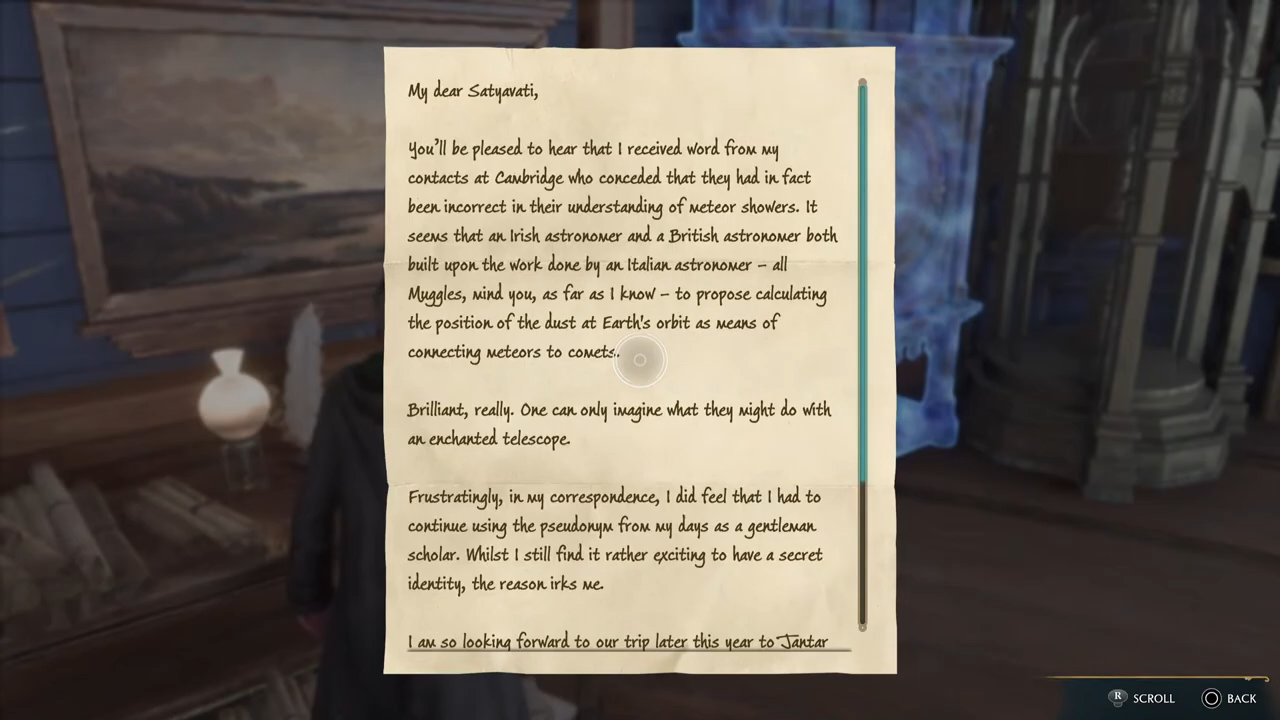 My dear Satyavati,
You'll be pleased to hear that I received word from my
contacts at Cambridge who conceded that they had in fact
been incorrect in their understanding of meteor showers. It
seems that an Irish astronomer and a British astronomer both
built upon the work done by an Italian astronomer – all
Muggles, mind you, as far as I know – to propose calculating
the position of the dust at Earth's orbit as means of
connecting meteors to comets.
Brilliant, really. One can only imagine what they might do with
an enchanted telescope.
Frustratingly, in my correspondence, I did feel that I had to
continue using the pseudonym from my days as a gentleman
scholar. Whilst I still find it rather exciting to have a secret
identity, the reason irks me.
I am so looking forward to our trip later this year to Jantar
R SCROLL BACK